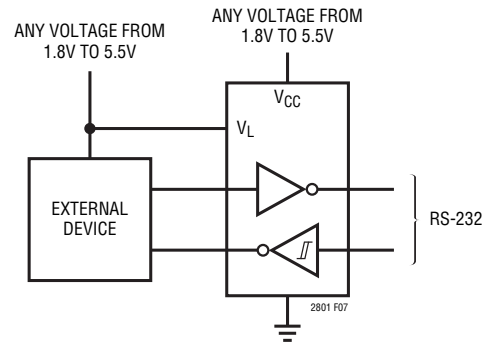 ANY VOLTAGE FROM
1.8V TO 5.5V
ANY VOLTAGE FROM
1.8V TO 5.5V
VCC
VL
EXTERNAL
DEVICE
RS-232
2801 F07